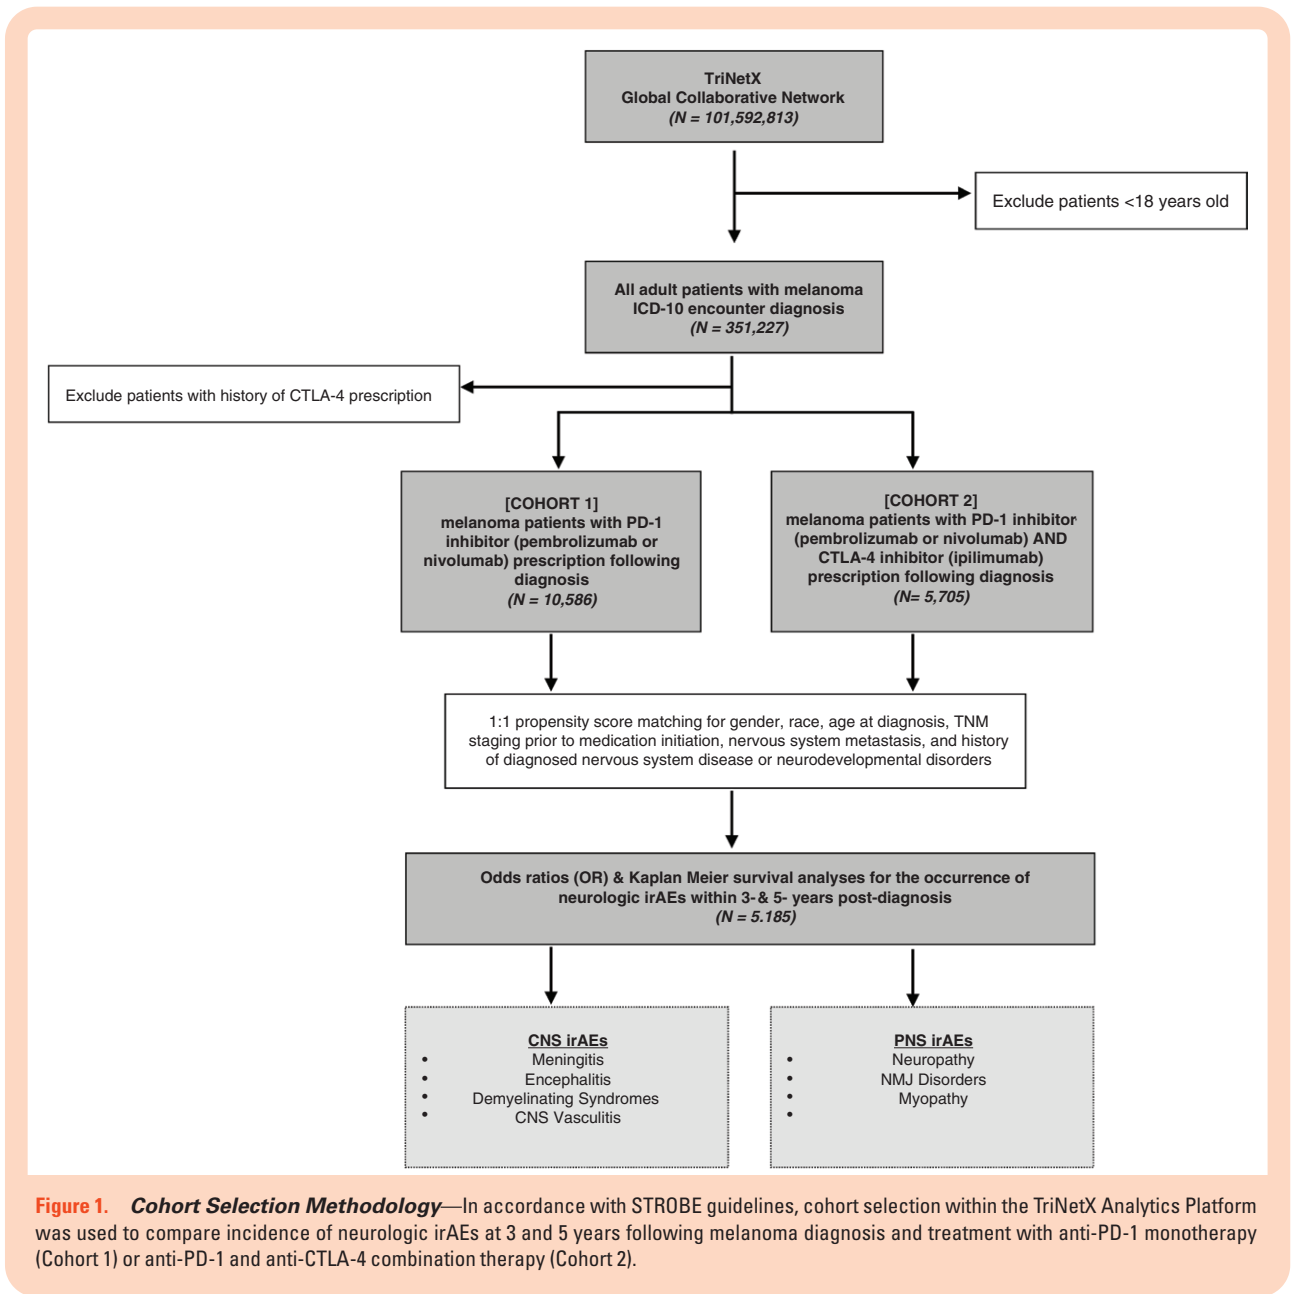 TriNetX
Global Collaborative Network
(N = 101,592,813)
Exclude patients <18 years old
All adult patients with melanoma
ICD-10 encounter diagnosis
(N = 351,227)
Exclude patients with history of CTLA-4 prescription
[COHORT 1]
melanoma patients with PD-1
inhibitor (pembrolizumab or
nivolumab) prescription following
diagnosis
(N = 10,586)
[COHORT 2]
melanoma patients with PD-1 inhibitor
(pembrolizumab or nivolumab) AND
CTLA-4 inhibitor (ipilimumab)
prescription following diagnosis
(N= 5,705)
1:1 propensity score matching for gender, race, age at diagnosis, TNM
staging prior to medication initiation, nervous system metastasis, and history
of diagnosed nervous system disease or neurodevelopmental disorders
Odds ratios (OR) & Kaplan Meier survival analyses for the occurrence of
neurologic irAEs within 3-& 5- years post-diagnosis
(N = 5.185)
CNS irAEs
• Meningitis
• Encephalitis
• Demyelinating Syndromes
• CNS Vasculitis
PNS irAEs
• Neuropathy
• NMJ Disorders
• Myopathy
•
Figure 1. Cohort Selection Methodology—In accordance with STROBE guidelines, cohort selection within the TriNetX Analytics Platform
was used to compare incidence of neurologic irAEs at 3 and 5 years following melanoma diagnosis and treatment with anti-PD-1 monotherapy
(Cohort 1) or anti-PD-1 and anti-CTLA-4 combination therapy (Cohort 2).